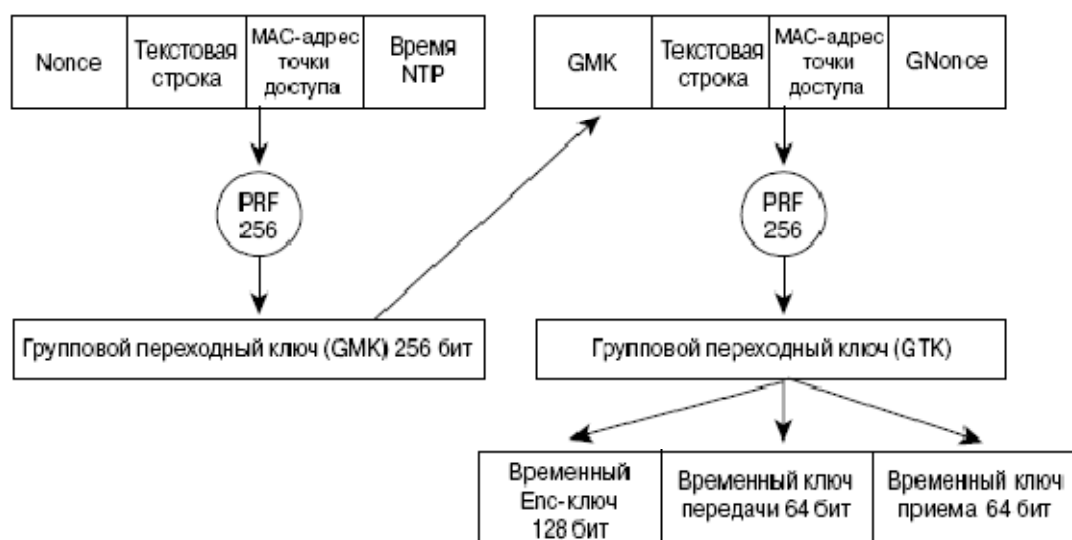 Nonce
Текстовая
строка
MAC-адрес
точки
доступа
Время
NTP
GMK
Текстовая
строка
MAC-адрес
точки
доступа
GNonce
PRF
256
PRF
256
Групповой переходный ключ (GMK) 256 бит
Групповой переходный ключ (GTK)
Временный
Enc-ключ
128 бит
Временный ключ
передачи 64 бит
Временный ключ
приема 64 бит